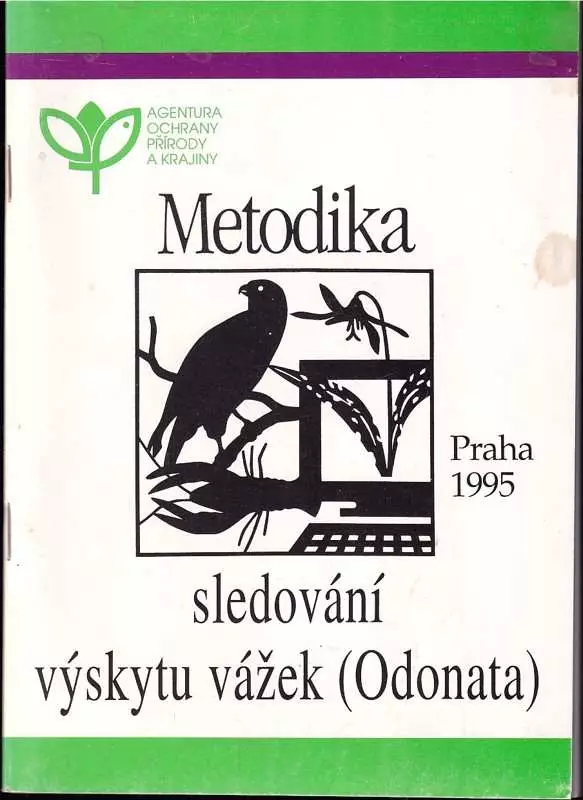 AGENTURA
OCHRANY
PŘÍRODY
A KRAJINY
Metodika
Praha
1995
sledování
výskytu vážek (Odonata)